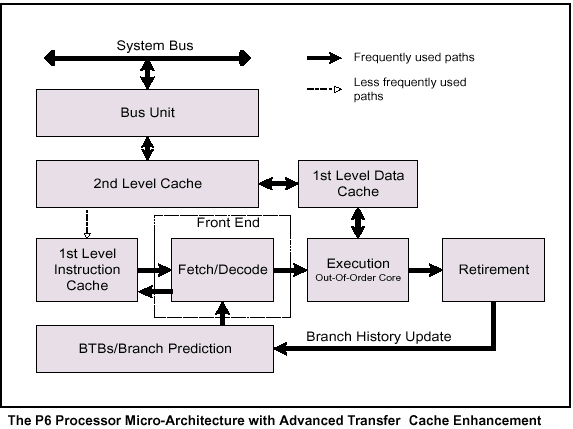 System Bus
Frequently used paths
Less frequently used
paths
Bus Unit
2nd Level Cache
1st Level Data
Cache
Front End
1st Level
Instruction
Cache
Fetch/Decode
Execution
Out-Of-Order Core
Retirement
BTBs/Branch Prediction
Branch History Update
The P6 Processor Micro-Architecture with Advanced Transfer Cache Enhancement